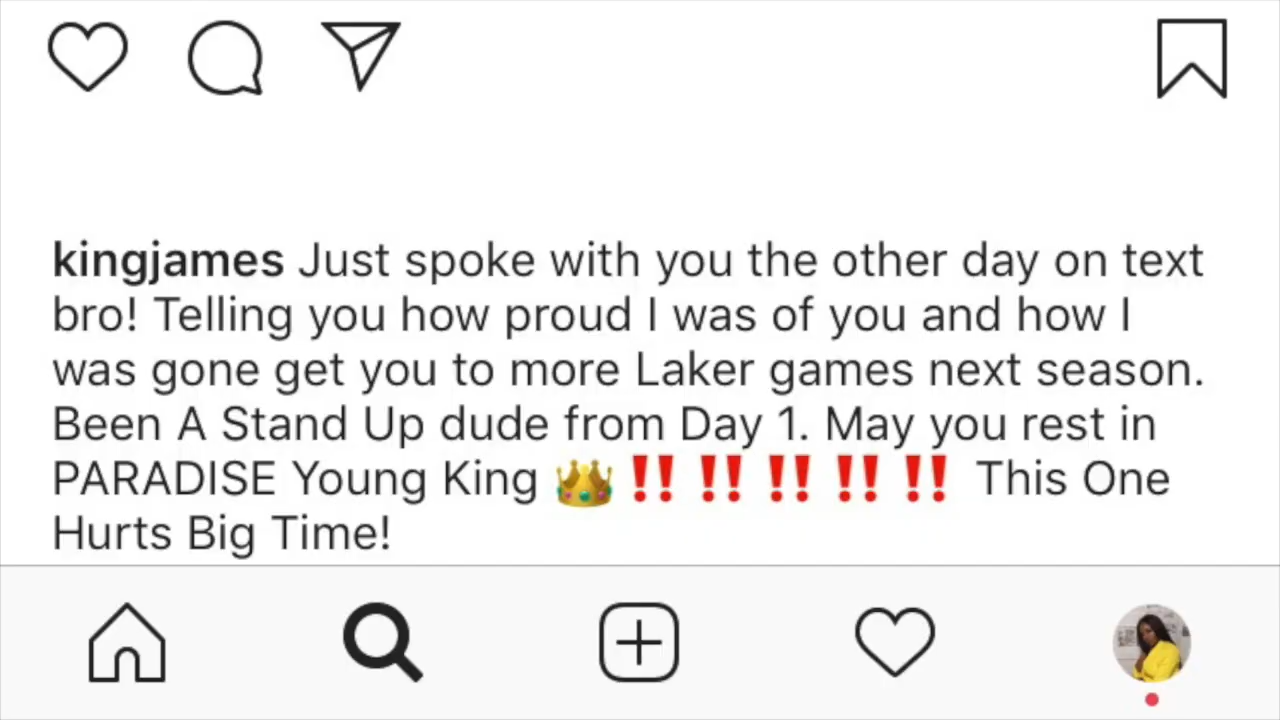 kingjames Just spoke with you the other day on text
bro! Telling you how proud I was of you and how I
was gone get you to more Laker games next season.
Been A Stand Up dude from Day 1. May you rest in
PARADISE Young King 👑‼️‼️‼️‼️‼️ This One
Hurts Big Time!